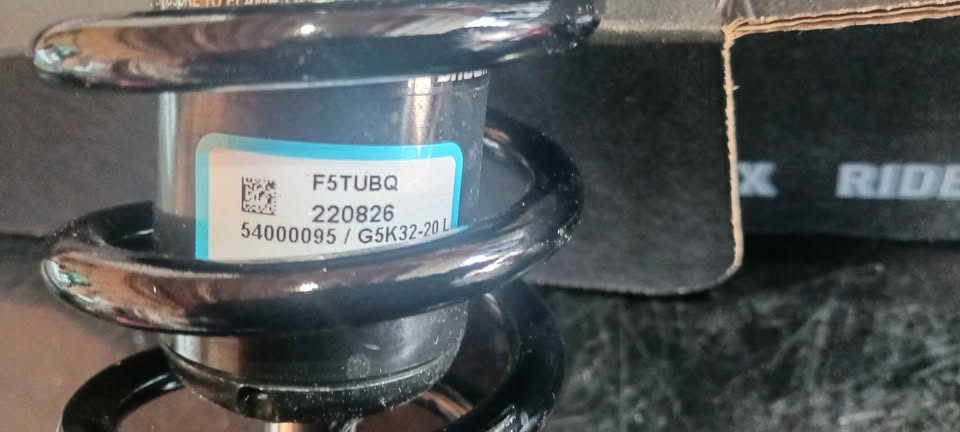 F5TUBQ
220826
54000095 / G5K32-20 L
X RIDE